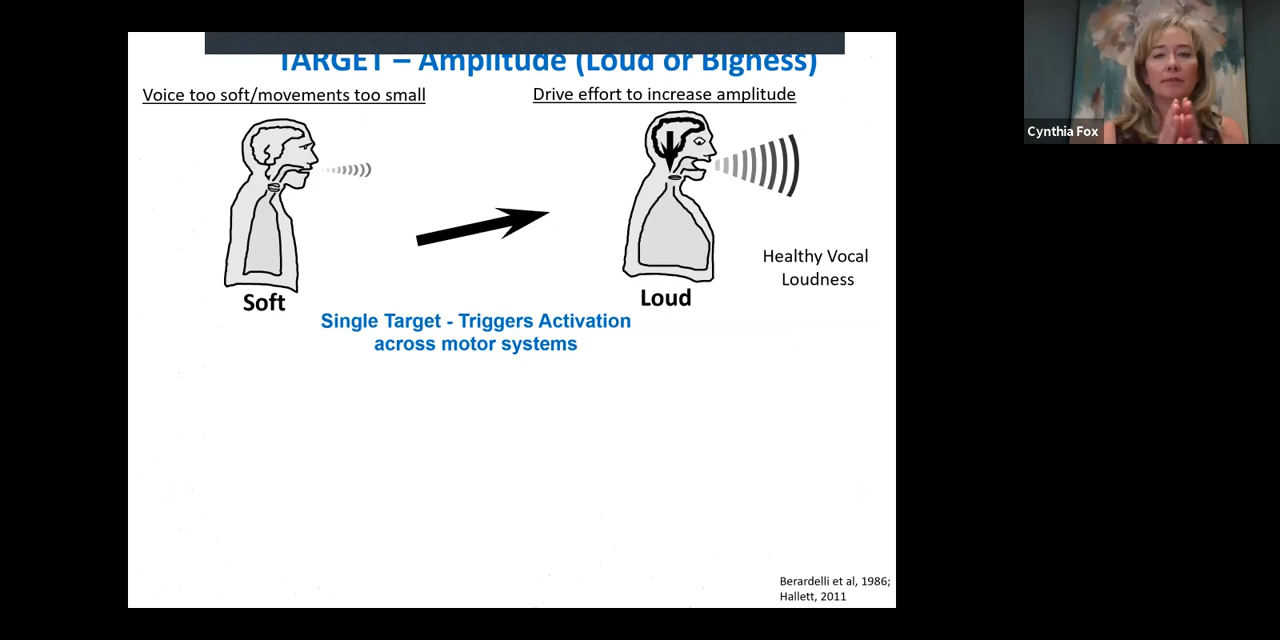 TARGET – Amplitude (Loud or Bigness)
Voice too soft/movements too small
Drive effort to increase amplitude
Soft
Loud
Healthy Vocal
Loudness
Single Target - Triggers Activation
across motor systems
Berardelli et al, 1986;
Hallett, 2011
Cynthia Fox